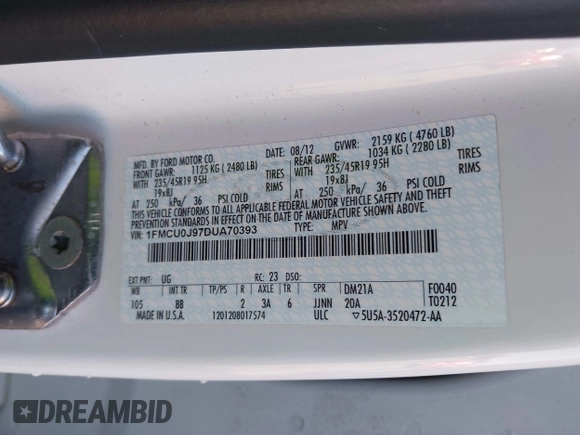 MFD. BY FORD MOTOR CO.
08/12 GVWR: 2159 KG ( 4760 LB)
FRONT GAWR: 1125 KG ( 2480 LB) REAR GAWR: 1034 KG ( 2280 LB)
WITH 235/45R19 95H TIRES WITH 235/45R19 95H TIRES
19x8J RIMS 19x8J RIMS
AT 250 kPa/ 36 PSI COLD AT 250 kPa/ 36 PSI COLD
THIS VEHICLE CONFORMS TO ALL APPLICABLE FEDERAL MOTOR VEHICLE SAFETY AND THEFT
PREVENTION STANDARDS IN EFFECT ON THE DATE OF MANUFACTURE SHOWN ABOVE.
VIN: 1FMCU0J97DUA70393 TYPE: MPV
EXT PNT: UG RC: 23 DSO:
WB INT TR TP/PS R AXLE TR SPR DM21A F0040
105 8B 2 3A 6 JJNN 20A T0212
MADE IN U.S.A. 1201208017574 ULC ▽5U5A-3520472-AA
DREAMBID